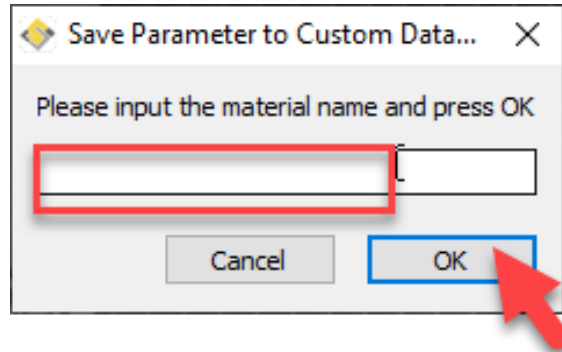 Save Parameter to Custom Data...
Please input the material name and press OK
Cancel
OK